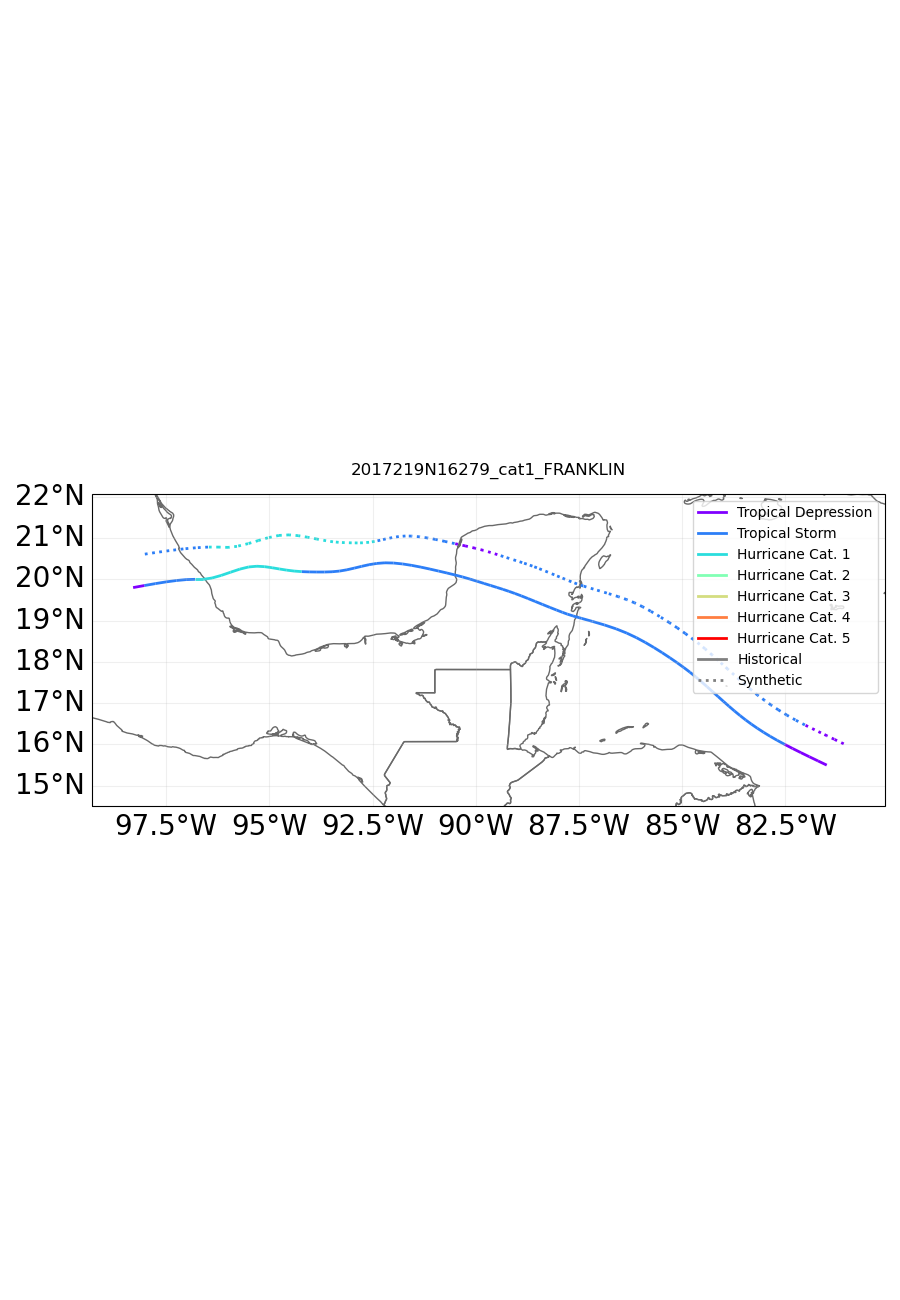 2017219N16279_cat1_FRANKLIN
22°N
21°N
20°N
19°N
18°N
17°N
16°N
15°N
Tropical Depression
Tropical Storm
Hurricane Cat. 1
Hurricane Cat. 2
Hurricane Cat. 3
Hurricane Cat. 4
Hurricane Cat. 5
Historical
Synthetic
97.5°W 95°W 92.5°W 90°W 87.5°W 85°W 82.5°W